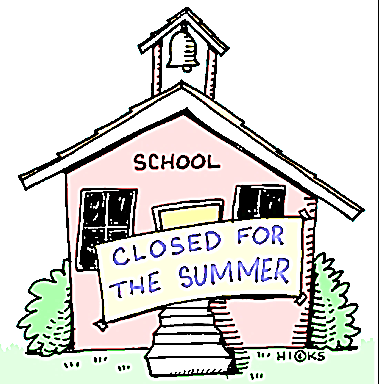 SCHOOL
CLOSED FOR
THE SUMMER
HICKS